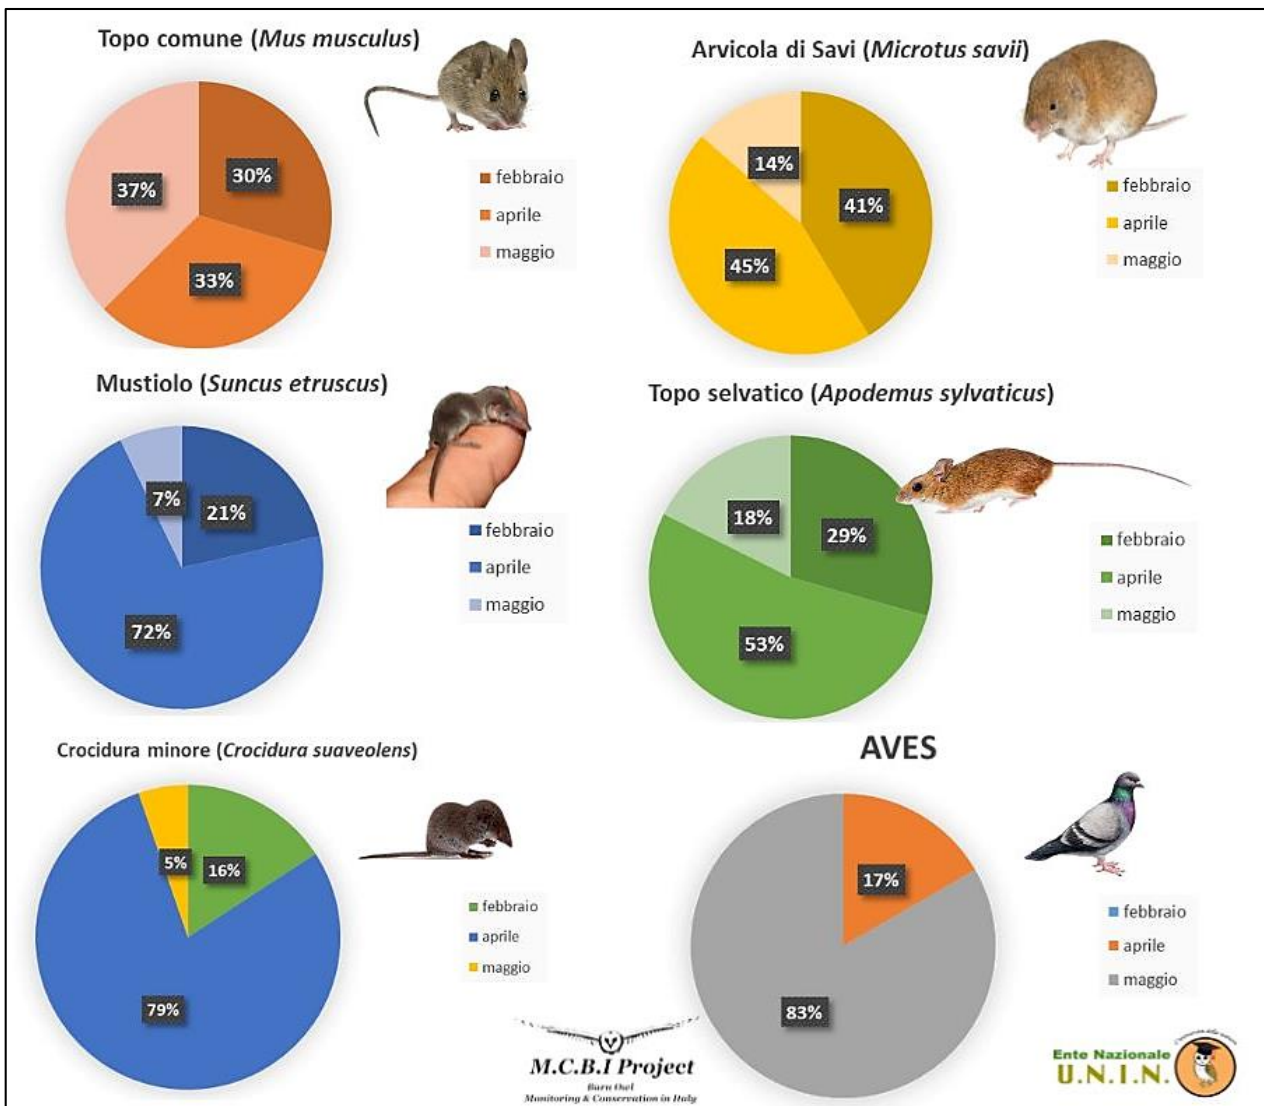 Topo comune (Mus musculus)
30%
33%
37%
febbraio
aprile
maggio
Arvicola di Savi (Microtus savii)
41%
45%
14%
febbraio
aprile
maggio
Mustiolo (Suncus etruscus)
21%
72%
7%
febbraio
aprile
maggio
Topo selvatico (Apodemus sylvaticus)
29%
53%
18%
febbraio
aprile
maggio
Crocidura minore (Crocidura suaveolens)
16%
79%
5%
febbraio
aprile
maggio
AVES
17%
83%
febbraio
aprile
maggio
M.C.B.I Project
Barn Owl
Monitoring & Conservation in Italy
Ente Nazionale
U.N.I.N.